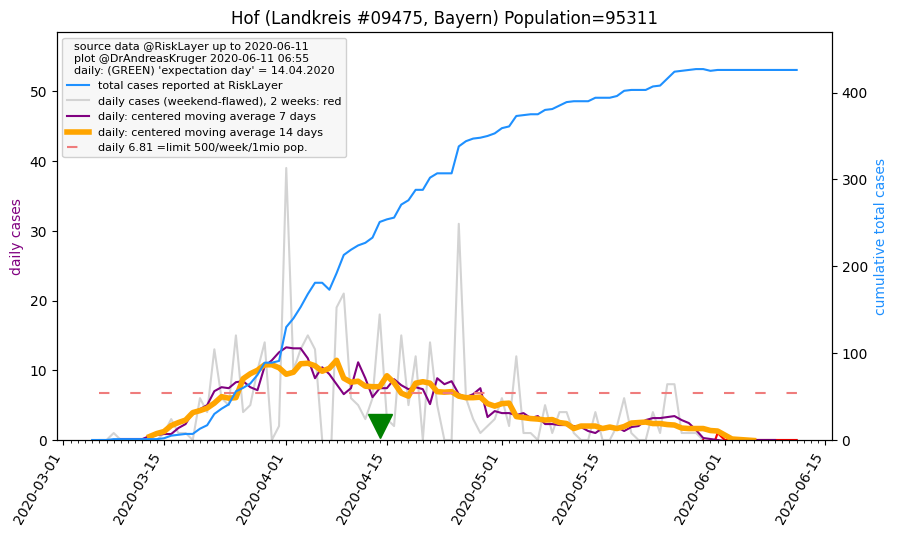 Hof (Landkreis #09475, Bayern) Population=95311
source data @RiskLayer up to 2020-06-11
plot @DrAndreasKruger 2020-06-11 06:55
daily: (GREEN) 'expectation day' = 14.04.2020
total cases reported at RiskLayer
daily cases (weekend-flawed), 2 weeks: red
daily: centered moving average 7 days
daily: centered moving average 14 days
daily 6.81 =limit 500/week/1mio pop.
daily cases
50
40
30
20
10
0
400
300
200
100
0
cumulative total cases
2020-03-01
2020-03-15
2020-04-01
2020-04-15
2020-05-01
2020-05-15
2020-06-01
2020-06-15